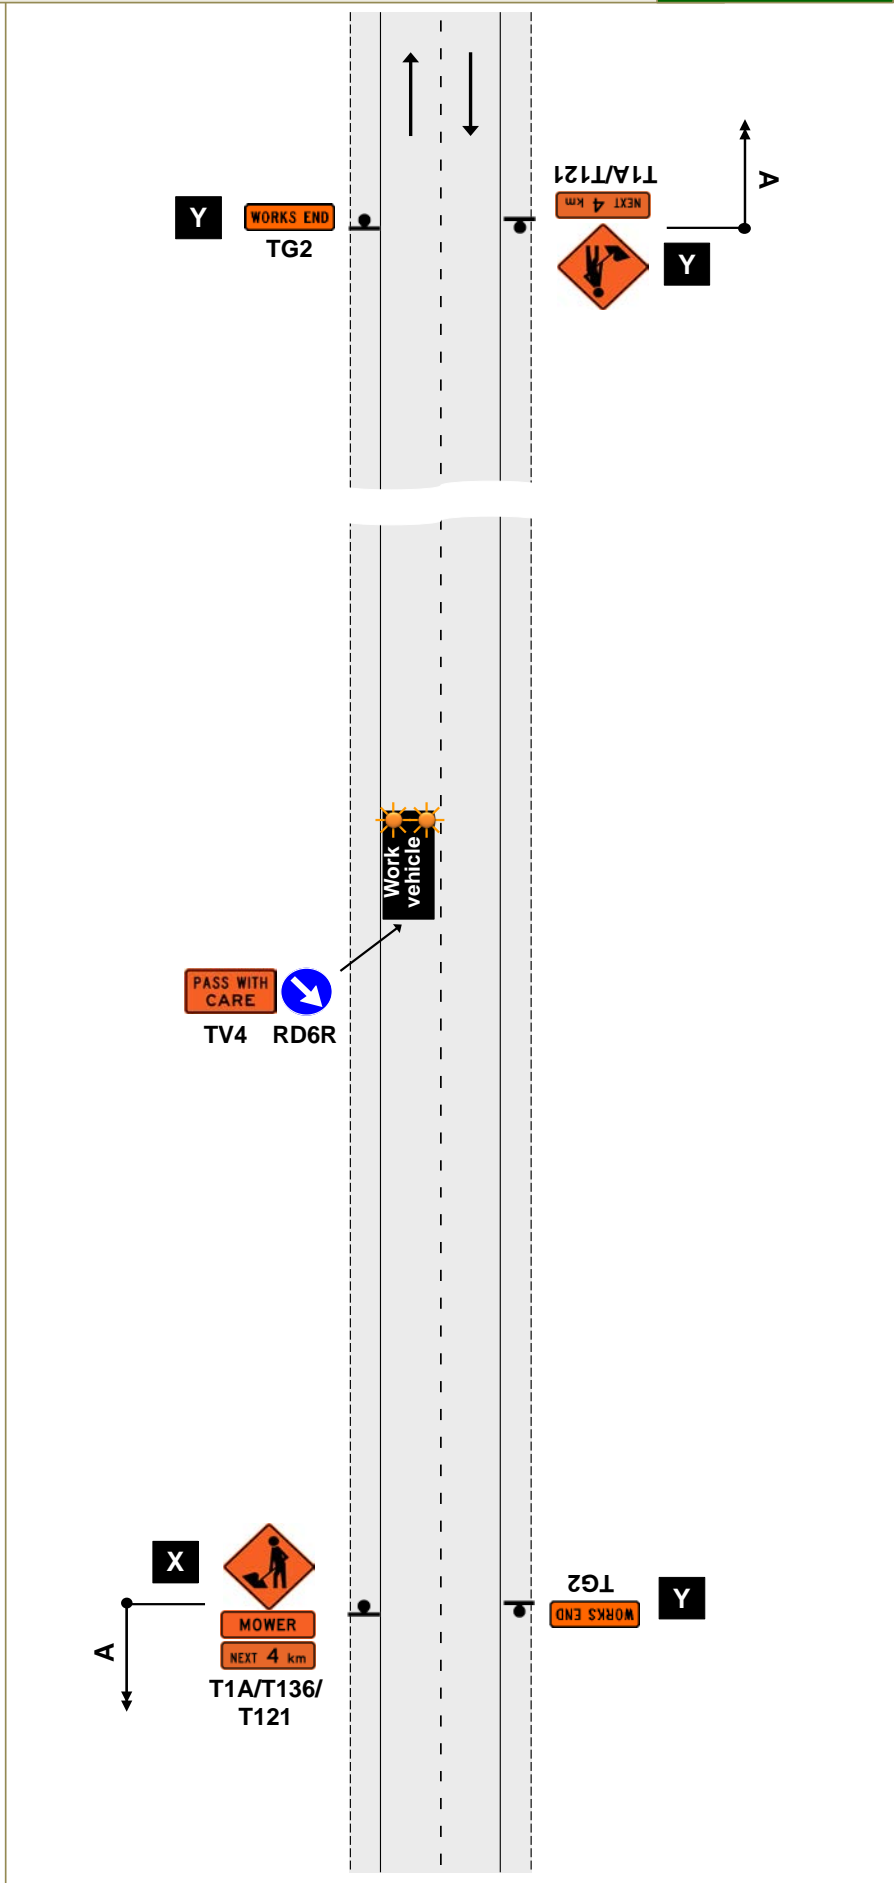 T1A/T121
NEXT 4 km
A
Y
WORKS END
TG2
Y
Work
vehicle
PASS WITH
CARE
TV4 RD6R
X
MOWER
NEXT 4 km
T1A/T136/
T121
A
TG2
WORKS END
Y